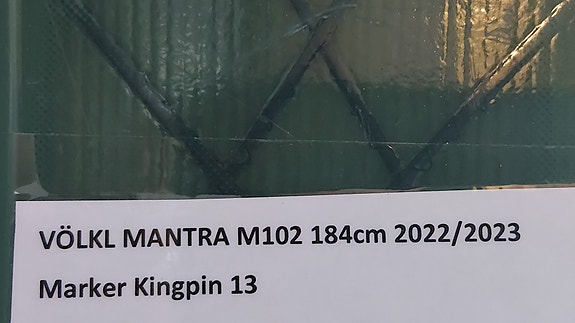 VÖLKL MANTRA M102 184cm 2022/2023
Marker Kingpin 13